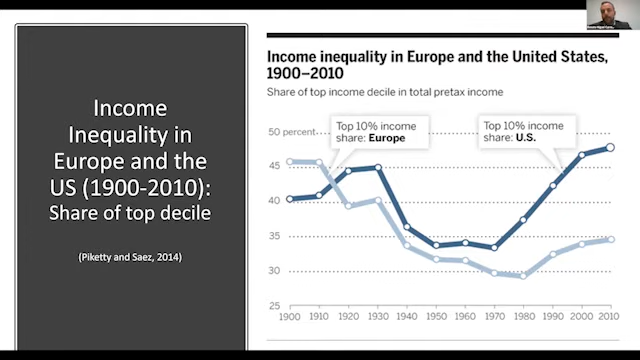 Income
Inequality in
Europe and the
US (1900-2010):
Share of top decile
(Piketty and Saez, 2014)
Income inequality in Europe and the United States,
1900–2010
Share of top income decile in total pretax income
50 percent
Top 10% income
share: Europe
Top 10% income
share: U.S.
45
40
35
30
25
1900 1910 1920 1930 1940 1950 1960 1970 1980 1990 2000 2010